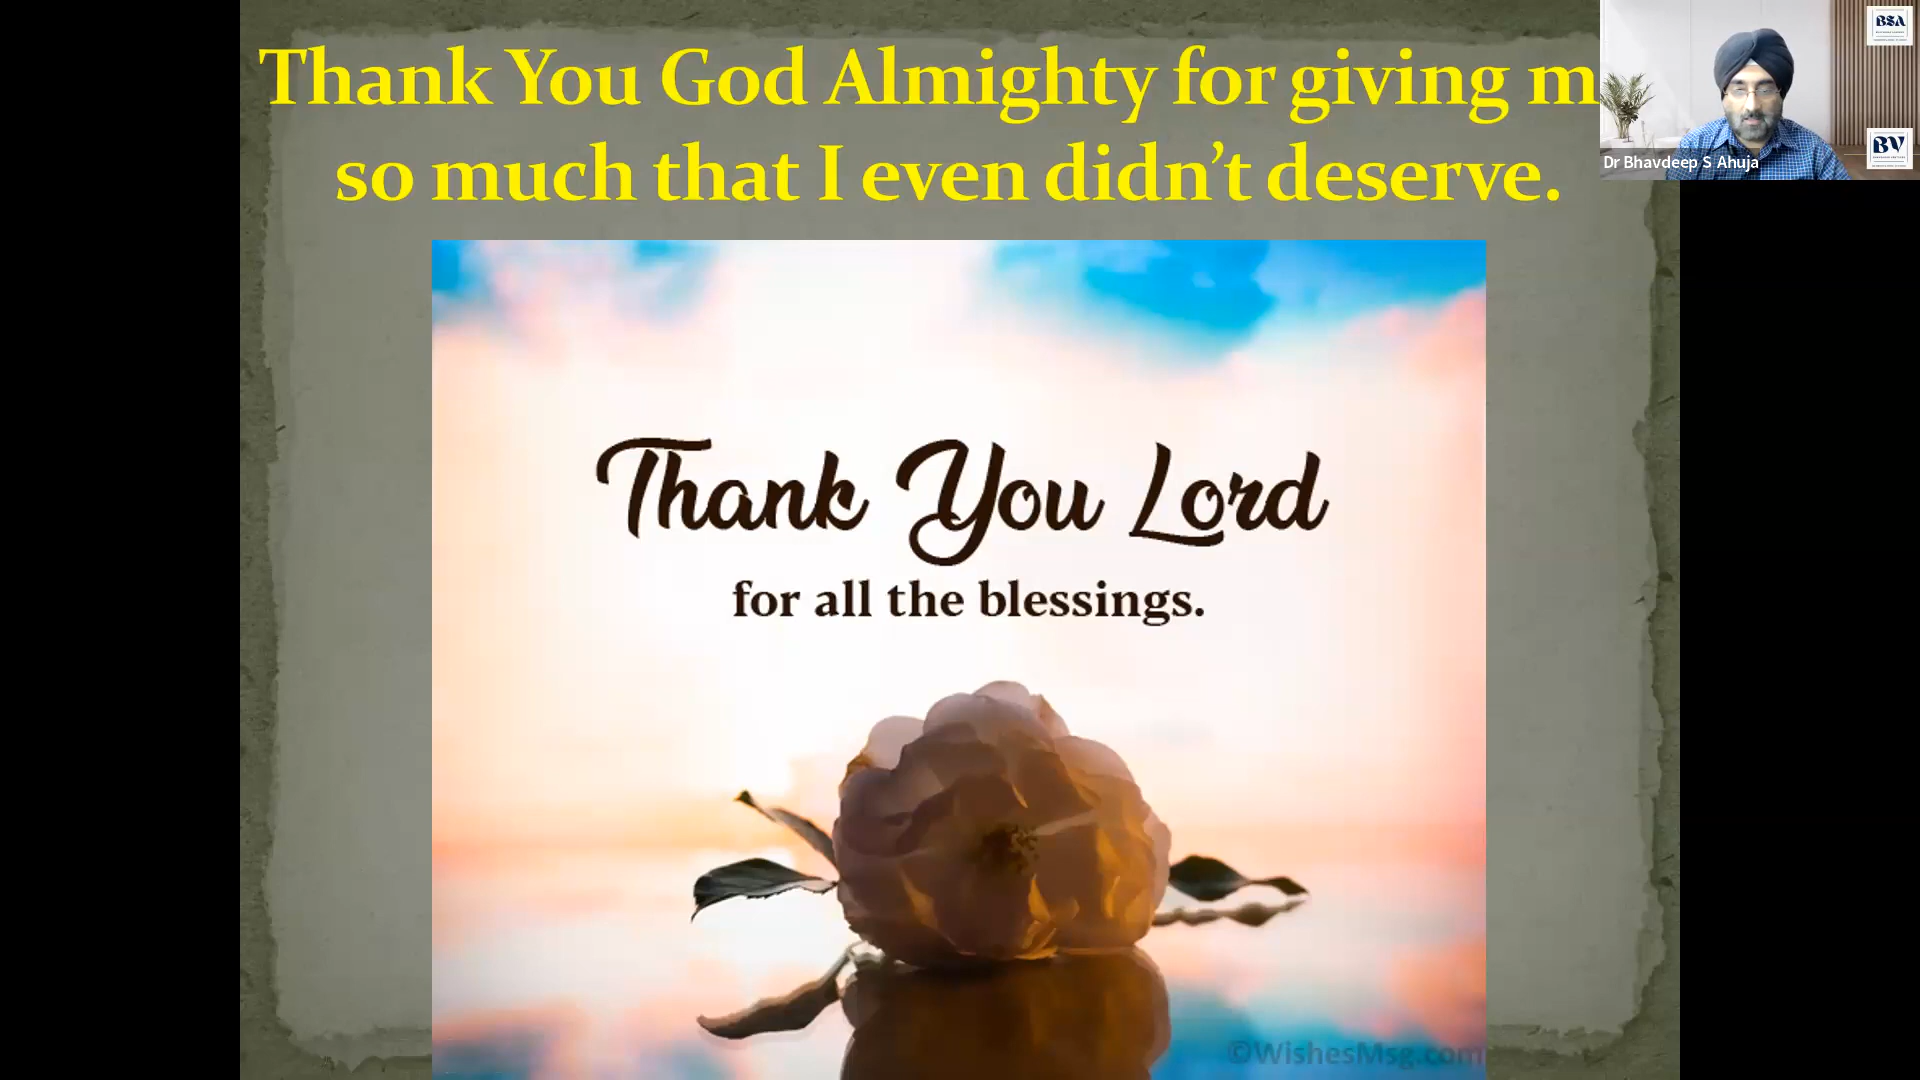 Thank You God Almighty for giving m
so much that I even didn’t deserve.
Thank You Lord
for all the blessings.
©WishesMsg.com
BSA
Dr Bhavdeep S Ahuja
BV